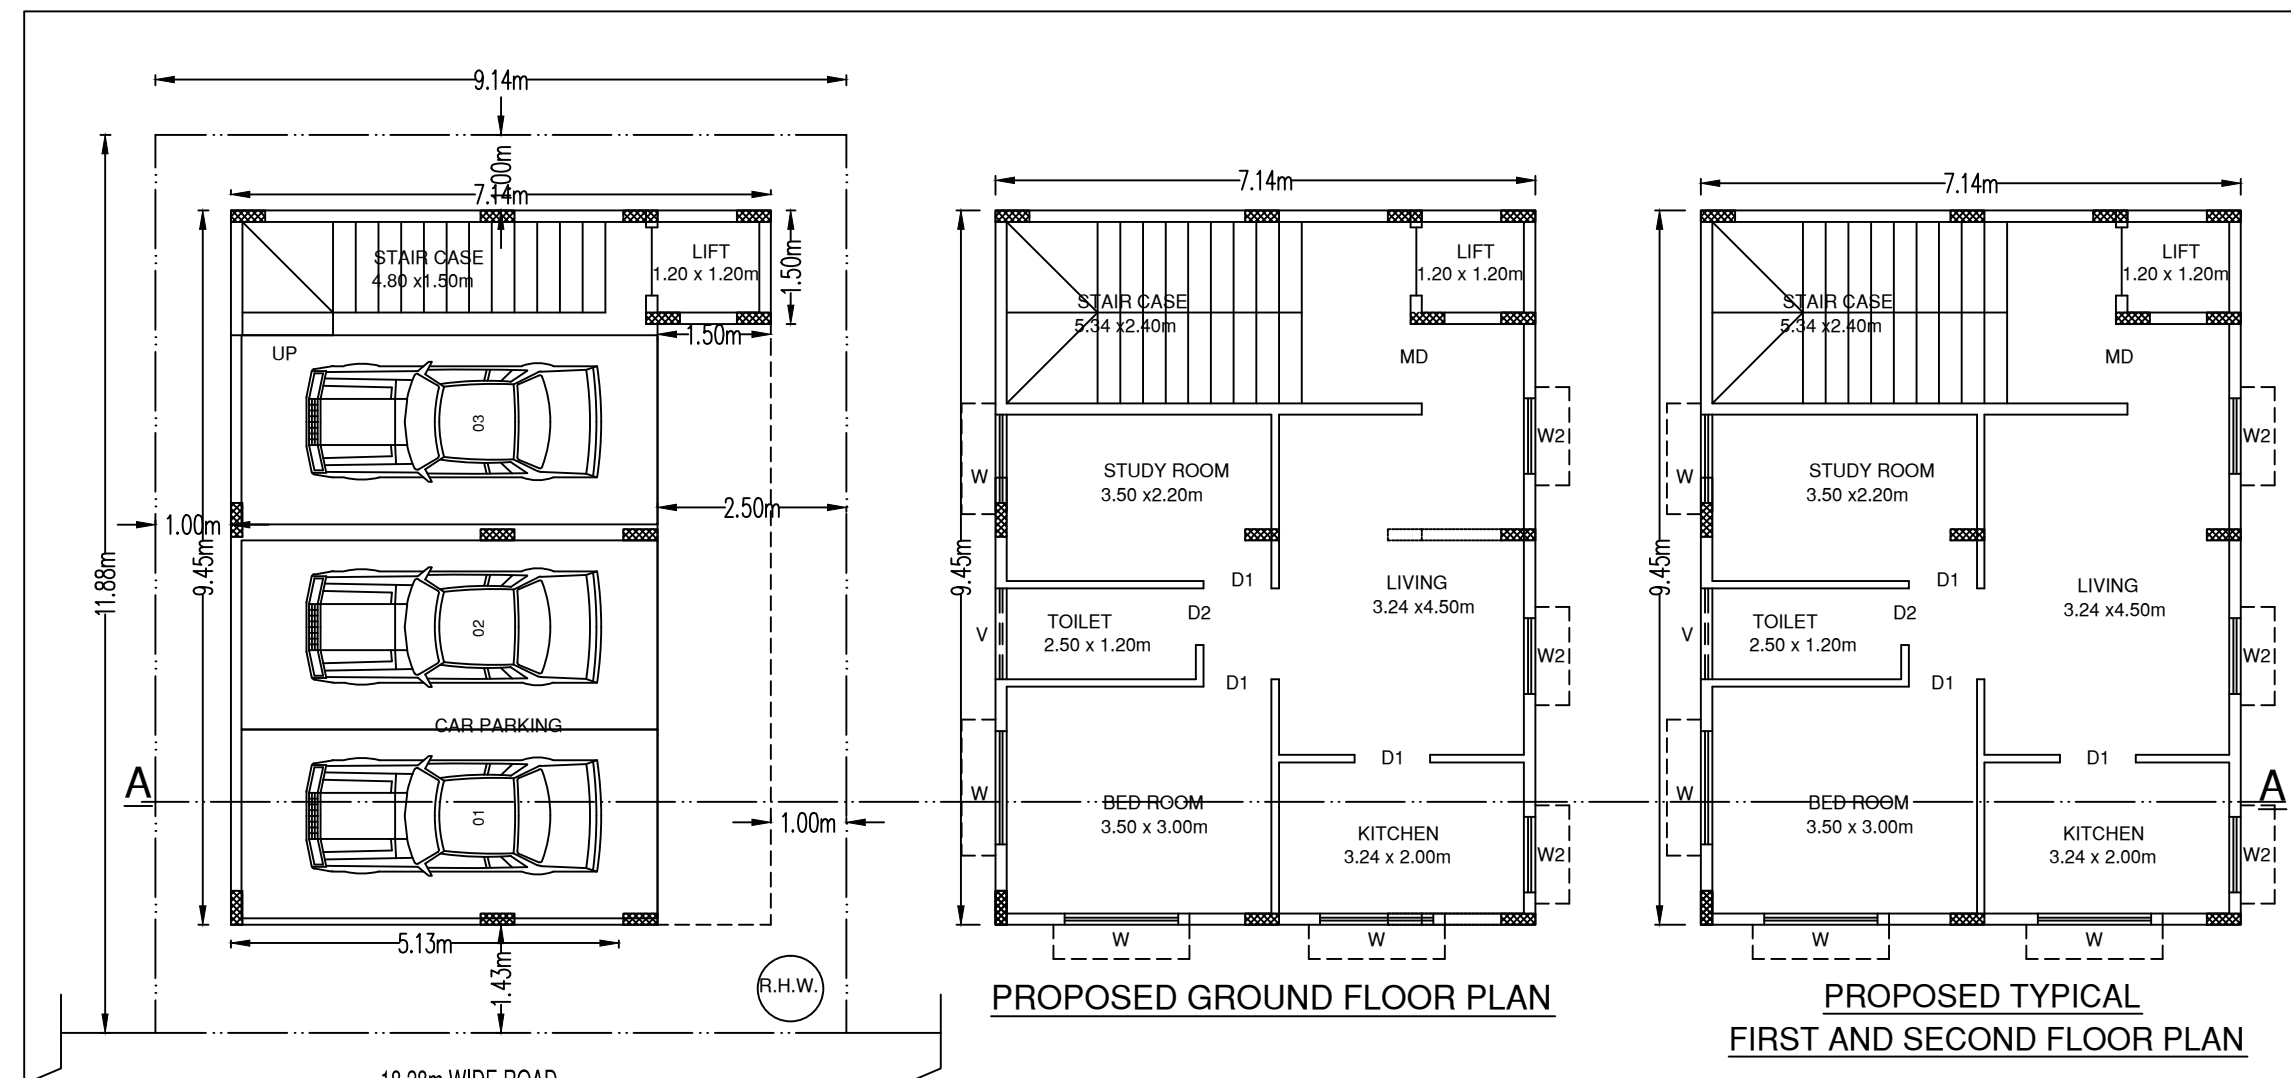 9.14m
7.14m
STAIR CASE
4.80 x1.50m
LIFT
1.20 x 1.20m
1.50m
1.50m
UP
03
2.50m
1.00m
9.45m
11.88m
02
CAR PARKING
A
01
1.00m
5.13m
1.43m
R.H.W.
7.14m
LIFT
1.20 x 1.20m
STAIR CASE
5.34 x2.40m
MD
W2
STUDY ROOM
3.50 x2.20m
W
9.45m
D1
LIVING
3.24 x4.50m
D2
TOILET
2.50 x 1.20m
V
W2
D1
D1
W
BED ROOM
3.50 x 3.00m
KITCHEN
3.24 x 2.00m
W2
W
W
PROPOSED GROUND FLOOR PLAN
7.14m
LIFT
1.20 x 1.20m
STAIR CASE
5.34 x2.40m
MD
W2
STUDY ROOM
3.50 x2.20m
W
9.45m
D1
LIVING
3.24 x4.50m
D2
TOILET
2.50 x 1.20m
V
W2
D1
D1
W
BED ROOM
3.50 x 3.00m
KITCHEN
3.24 x 2.00m
A
W2
W
W
PROPOSED TYPICAL
FIRST AND SECOND FLOOR PLAN
WIDE ROAD